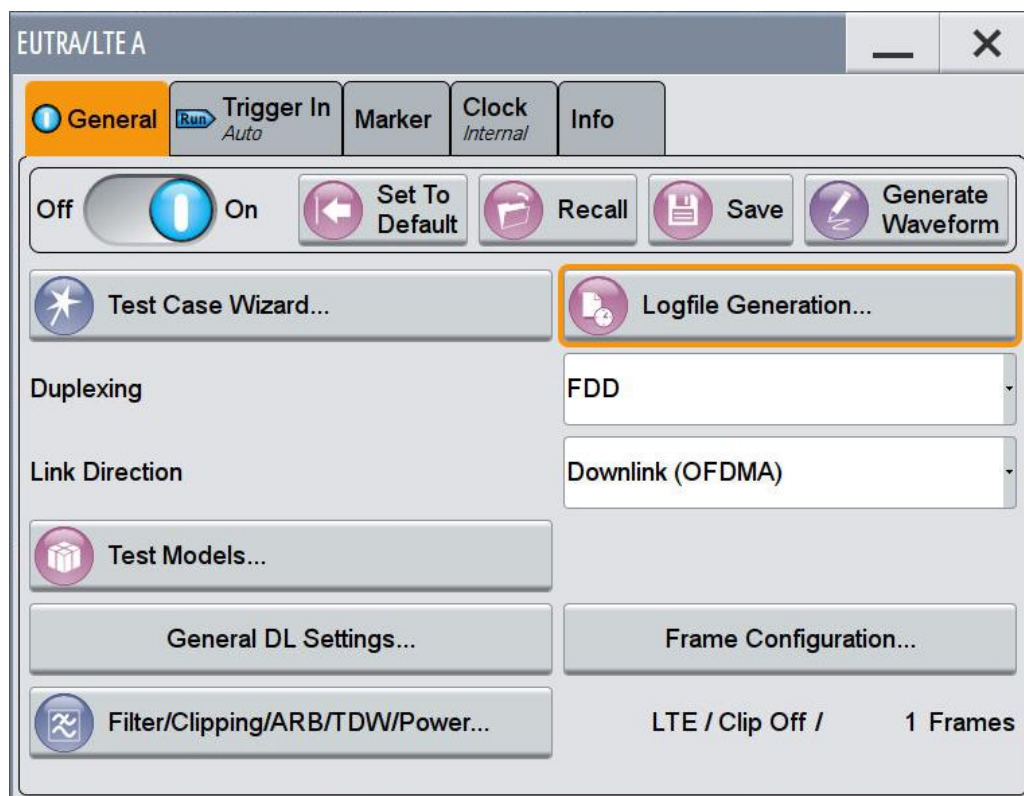 EUTRA/LTE A
General
Run
Trigger In
Auto
Marker
Clock
Internal
Info
Off
On
Set To
Default
Recall
Save
Generate
Waveform
Test Case Wizard...
Logfile Generation...
Duplexing
FDD
Link Direction
Downlink (OFDMA)
Test Models...
General DL Settings...
Frame Configuration...
Filter/Clipping/ARB/TDW/Power...
LTE / Clip Off / 1 Frames